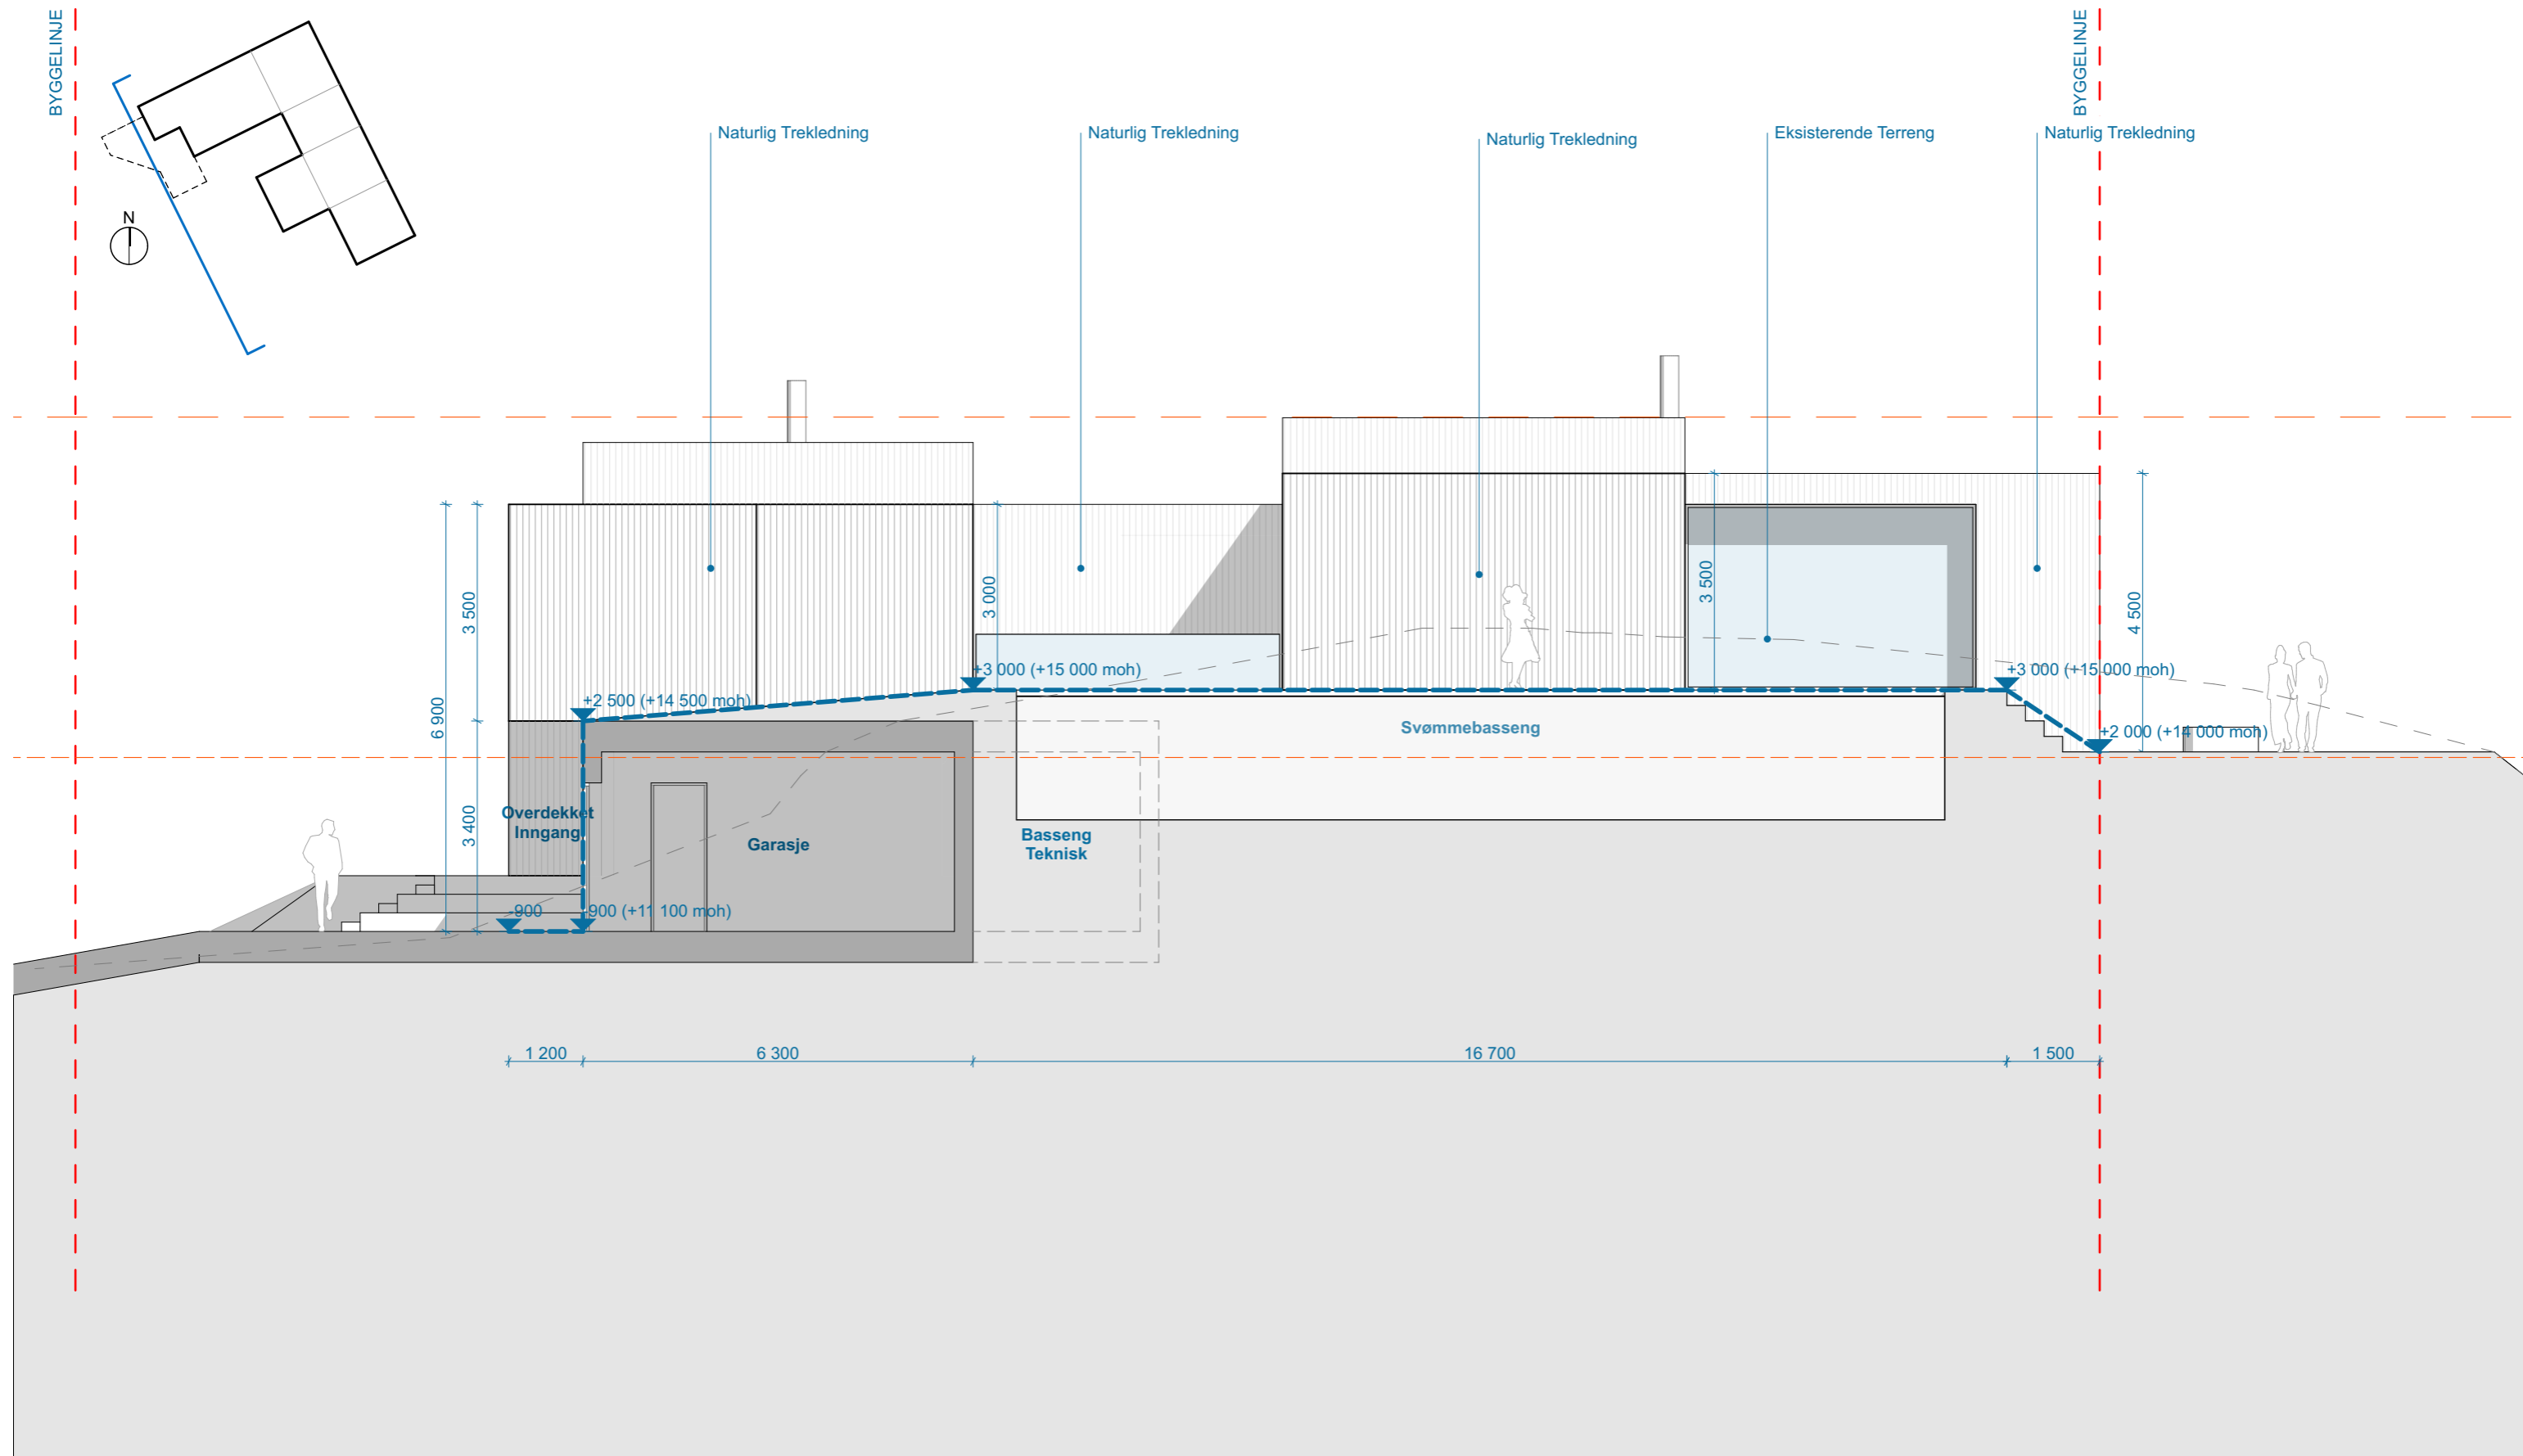 BYGGELINJE
BYGGELINJE
N
Naturlig Trekledning
Naturlig Trekledning
Naturlig Trekledning
Eksisterende Terreng
Naturlig Trekledning
3 500
3 000
3 500
4 500
6 900
3 400
+3 000 (+15 000 moh)
+3 000 (+15 000 moh)
+2 500 (+14 500 moh)
+2 000 (+14 000 moh)
Svømmebasseng
Overdekket
Inngang
Garasje
Basseng
Teknisk
-900
-900 (+11 100 moh)
1 200
6 300
16 700
1 500